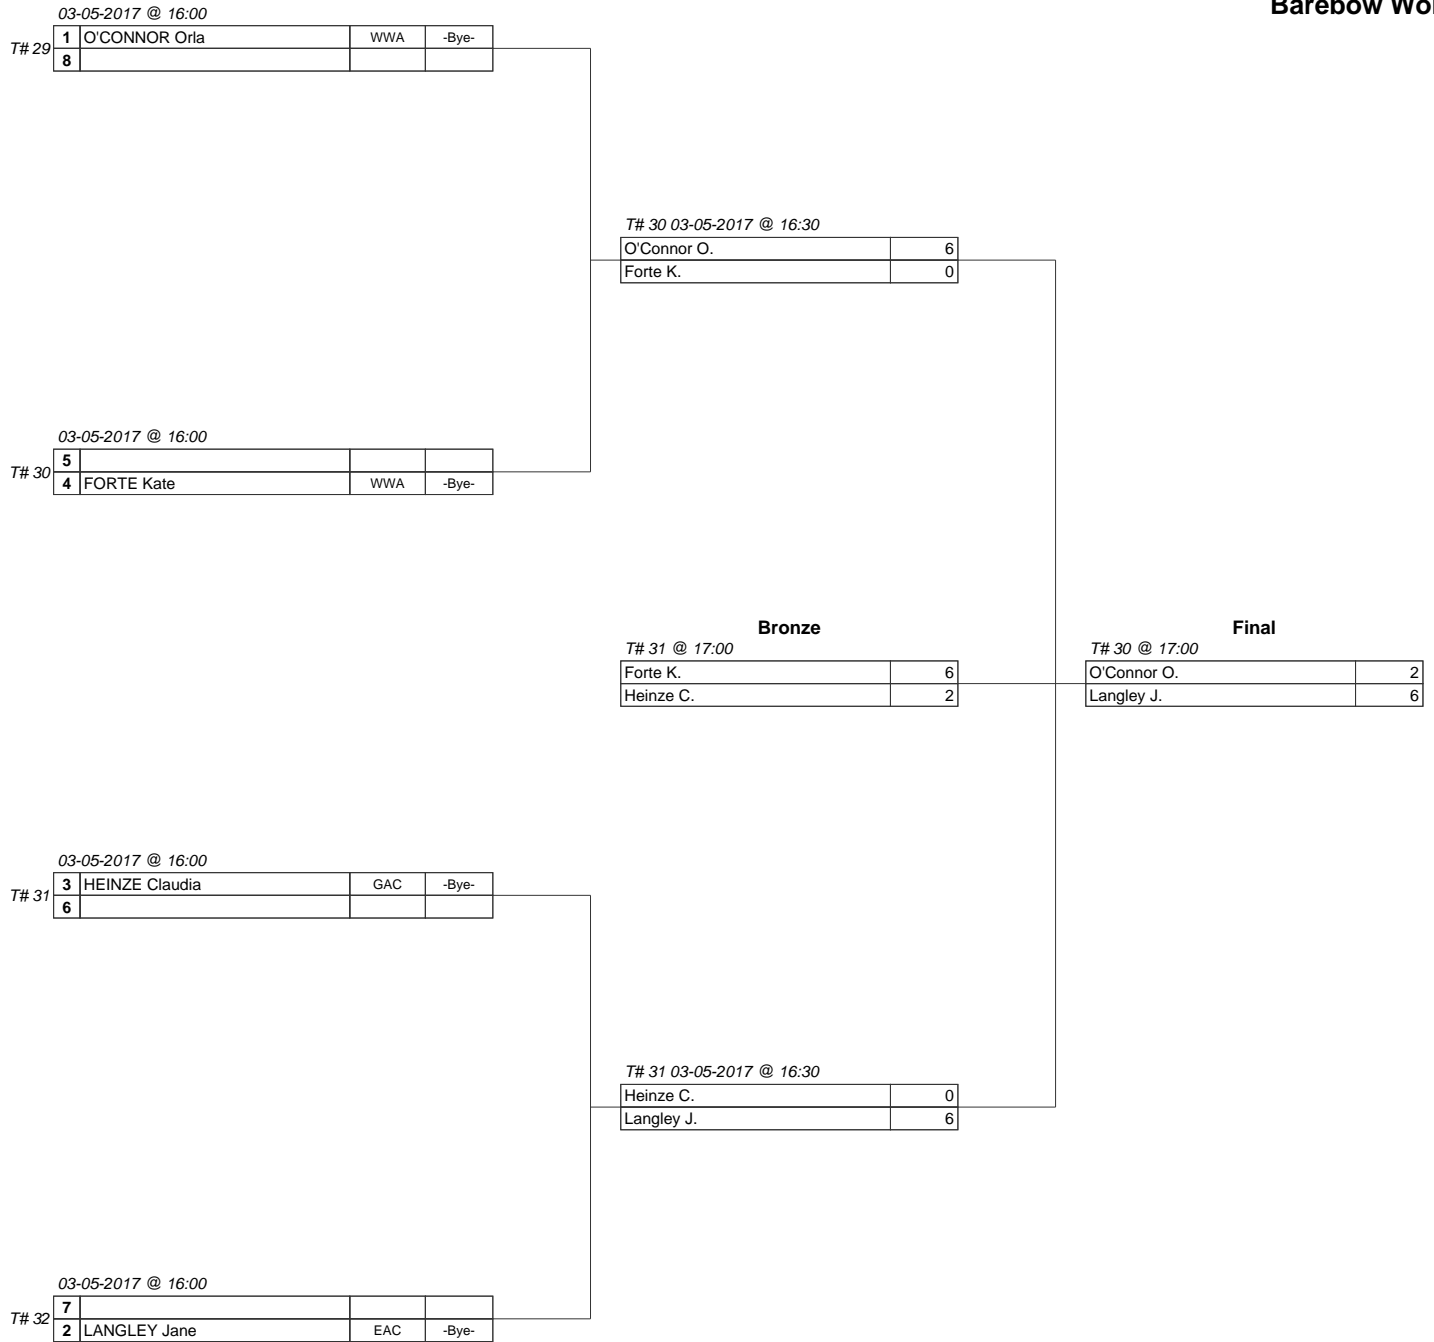 Barebow
03-05-2017 @ 16:00
T# 29
1 O'CONNOR Orla WWA -Bye-
8
T# 30 03-05-2017 @ 16:30
O'Connor O. 6
Forte K. 0
03-05-2017 @ 16:00
T# 30
5
4 FORTE Kate WWA -Bye-
Bronze
T# 31 @ 17:00
Forte K. 6
Heinze C. 2
Final
T# 30 @ 17:00
O'Connor O. 2
Langley J. 6
03-05-2017 @ 16:00
T# 31
3 HEINZE Claudia GAC -Bye-
6
T# 31 03-05-2017 @ 16:30
Heinze C. 0
Langley J. 6
03-05-2017 @ 16:00
T# 32
7
2 LANGLEY Jane EAC -Bye-